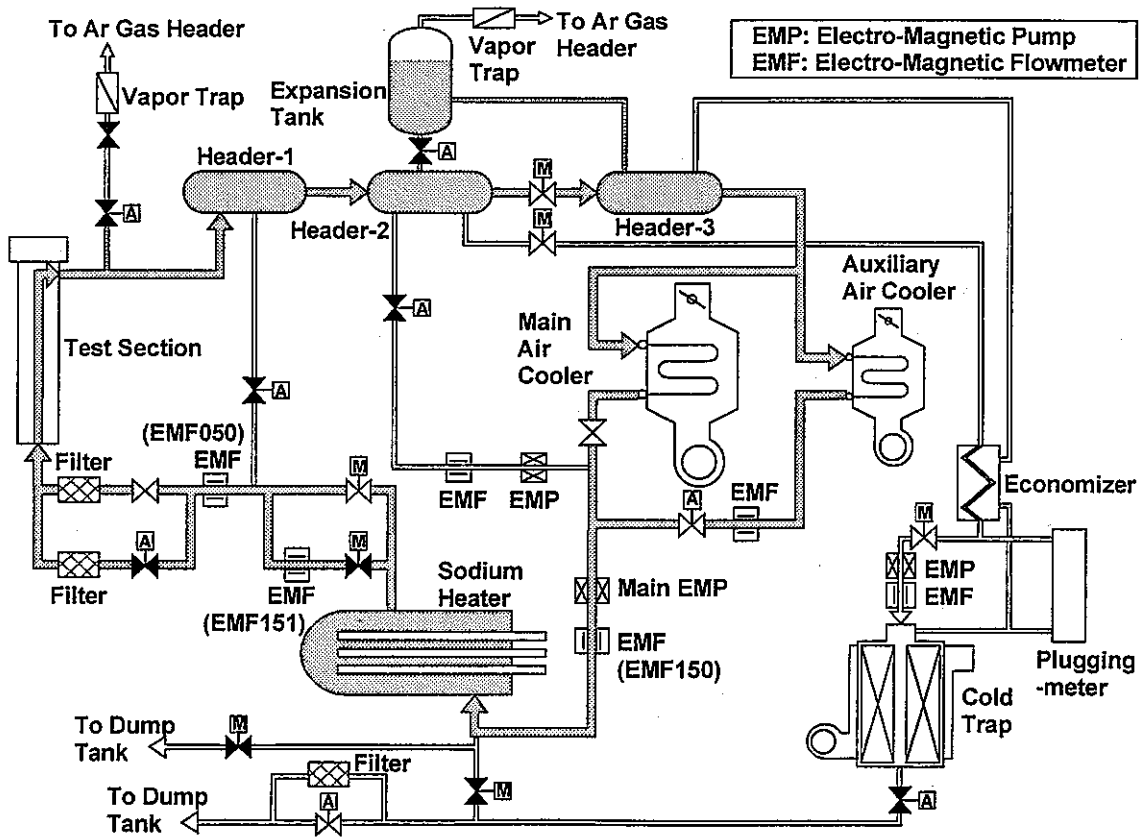 To Ar Gas Header
Vapor Trap
Expansion
Tank
Vapor
Trap
To Ar Gas
Header
EMP: Electro-Magnetic Pump
EMF: Electro-Magnetic Flowmeter
A
Header-1
Header-2
M
M
Header-3
A
A
Test Section
A
Main
Air
Cooler
Auxiliary
Air Cooler
(EMF050)
EMF
Filter
M
EMF
EMP
A
EMF
Economizer
M
A
Filter
EMF
(EMF151)
M
Sodium
Heater
Main EMP
EMF
(EMF150)
EMP
EMF
Plugging
-meter
Cold
Trap
To Dump
Tank
M
Filter
M
To Dump
Tank
A
A